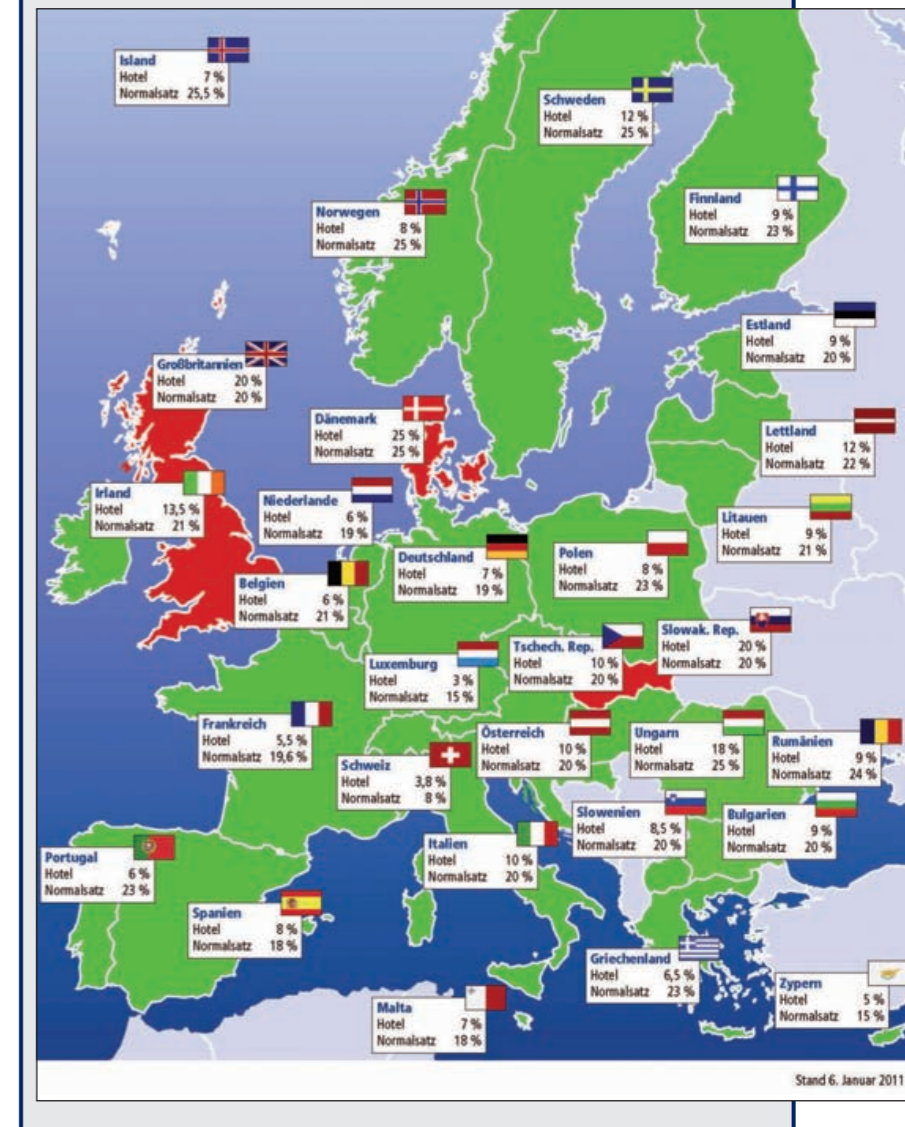 Island
Hotel 7 %
Normalsatz 25,5 %
Schweden
Hotel 12 %
Normalsatz 25 %
Finnland
Hotel 9 %
Normalsatz 23 %
Norwegen
Hotel 8 %
Normalsatz 25 %
Estland
Hotel 9 %
Normalsatz 20 %
Großbritannien
Hotel 20 %
Normalsatz 20 %
Dänemark
Hotel 25 %
Normalsatz 25 %
Lettland
Hotel 12 %
Normalsatz 22 %
Irland
Hotel 13,5 %
Normalsatz 21 %
Niederlande
Hotel 6 %
Normalsatz 19 %
Litauen
Hotel 9 %
Normalsatz 21 %
Deutschland
Hotel 7 %
Normalsatz 19 %
Polen
Hotel 8 %
Normalsatz 23 %
Belgien
Hotel 6 %
Normalsatz 21 %
Slowak. Rep.
Hotel 20 %
Normalsatz 20 %
Tschech. Rep.
Hotel 10 %
Normalsatz 20 %
Luxemburg
Hotel 3 %
Normalsatz 15 %
Frankreich
Hotel 5,5 %
Normalsatz 19,6 %
Österreich
Hotel 10 %
Normalsatz 20 %
Ungarn
Hotel 18 %
Normalsatz 25 %
Rumänien
Hotel 9 %
Normalsatz 24 %
Schweiz
Hotel 3,8 %
Normalsatz 8 %
Slowenien
Hotel 8,5 %
Normalsatz 20 %
Bulgarien
Hotel 9 %
Normalsatz 20 %
Italien
Hotel 10 %
Normalsatz 20 %
Portugal
Hotel 6 %
Normalsatz 23 %
Spanien
Hotel 8 %
Normalsatz 18 %
Griechenland
Hotel 6,5 %
Normalsatz 23 %
Zypern
Hotel 5 %
Normalsatz 15 %
Malta
Hotel 7 %
Normalsatz 18 %
Stand 6. Januar 2011